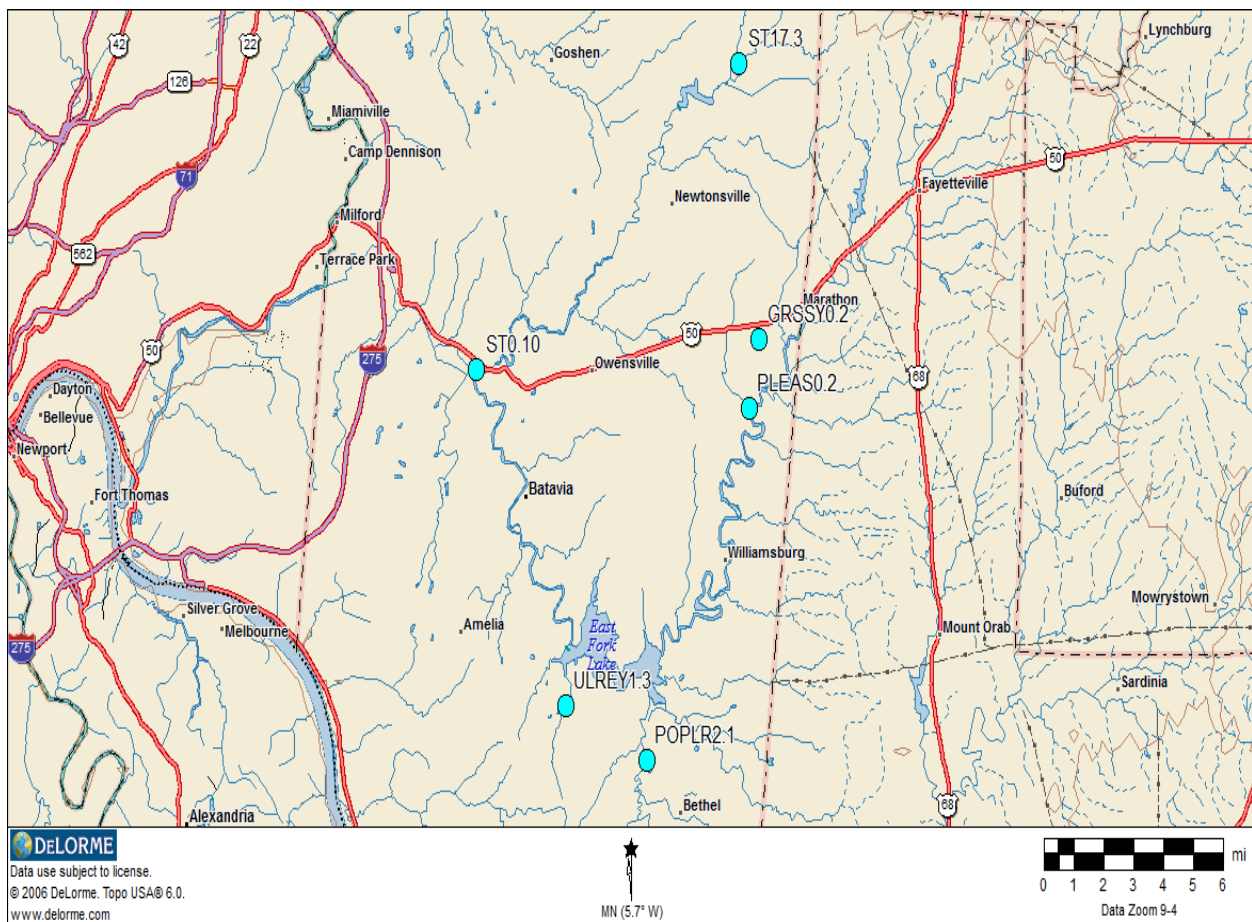 42
22
Lynchburg
ST17.3
Goshen
126
Miamiville
Camp Dennison
50
71
Fayetteville
Newtonsville
Milford
562
Terrace Park
Marathon
GRSSY0.2
50
ST0.10
50
275
Owensville
68
Dayton
PLEAS0.2
Bellevue
Newport
Batavia
Fort Thomas
Buford
Williamsburg
Mowrystown
Silver Grove
Melbourne
Amelia
East
Fork
Lake
Mount Orab
275
ULREY1.3
Sardinia
POPLR2.1
Bethel
68
Alexandria
DELORME
Data use subject to license.
© 2006 DeLorme. Topo USA® 6.0.
www.delorme.com
MN (5.7° W)
mi
0 1 2 3 4 5 6
Data Zoom 9-4